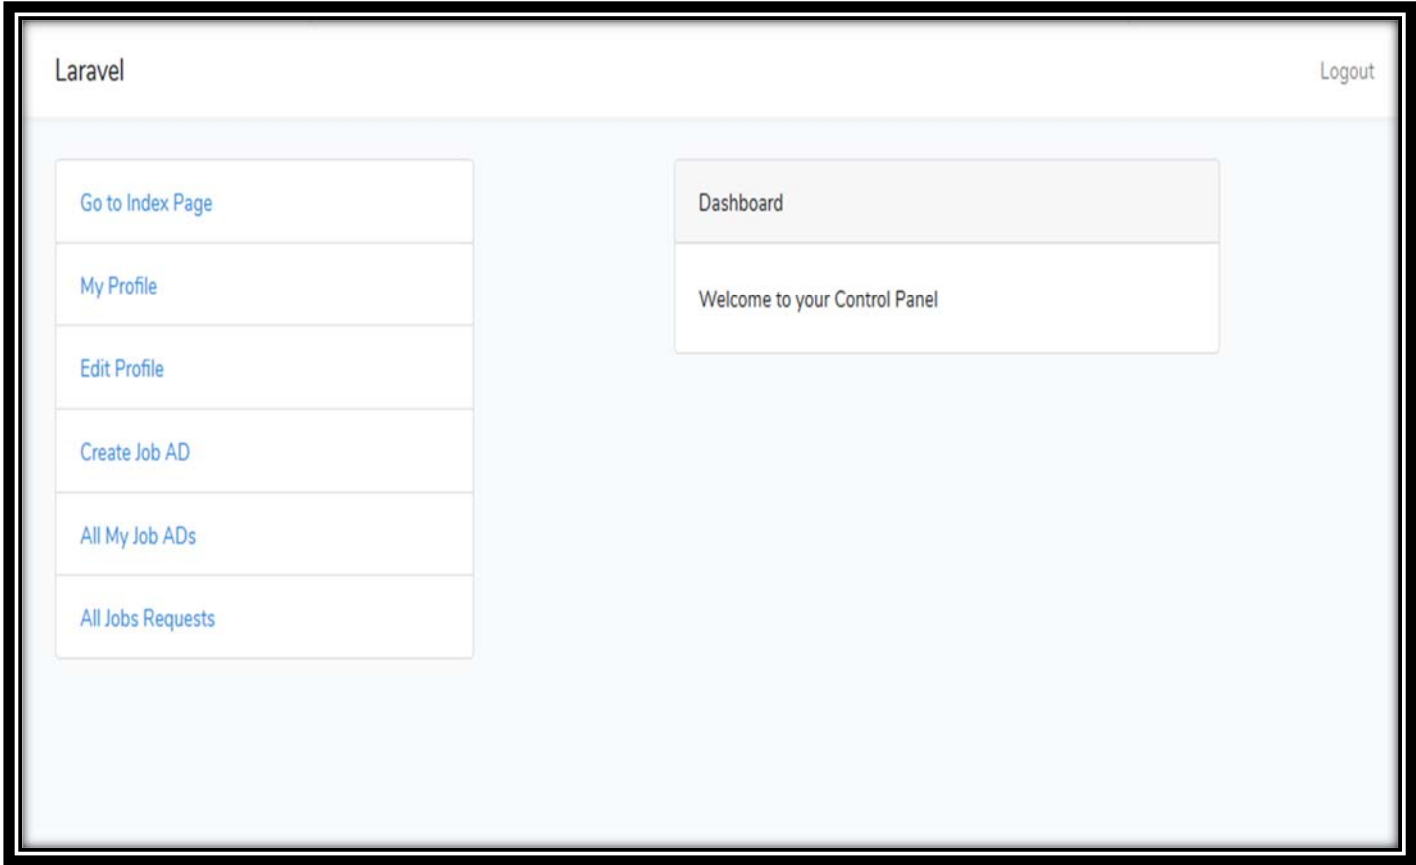 Laravel
Logout
Go to Index Page
My Profile
Edit Profile
Create Job AD
All My Job ADs
All Jobs Requests
Dashboard
Welcome to your Control Panel